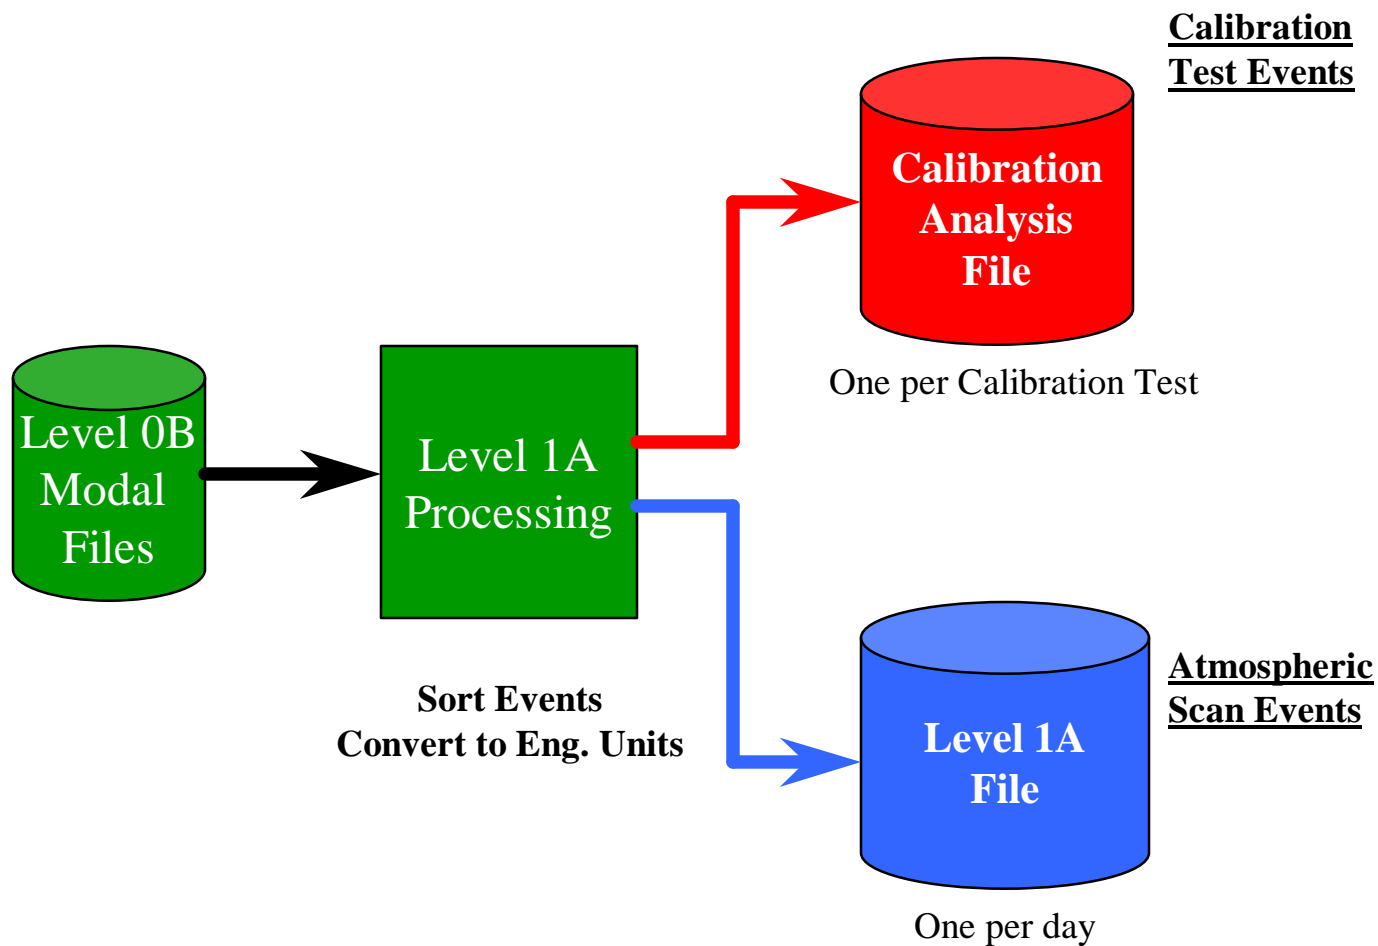 Calibration
Test Events
Calibration
Analysis
File
One per Calibration Test
Level 0B
Modal
Files
Level 1A
Processing
Sort Events
Convert to Eng. Units
Atmospheric
Scan Events
Level 1A
File
One per day